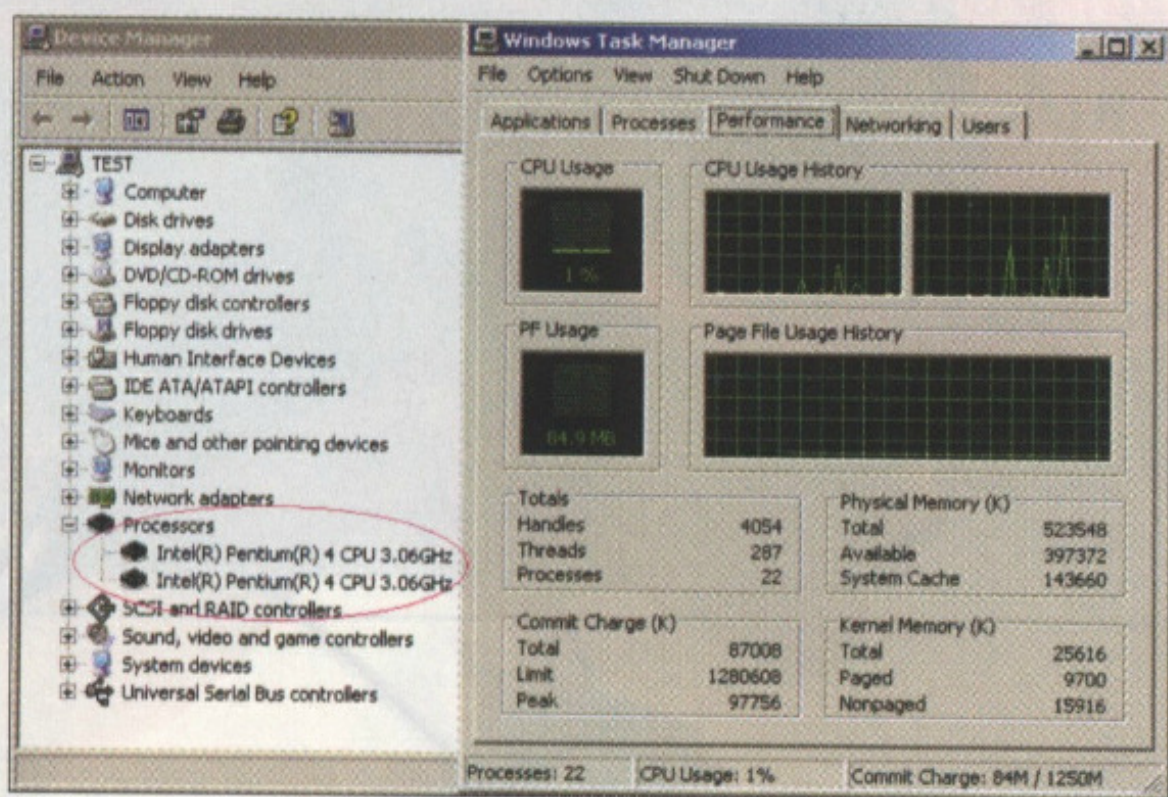 Device Manager
File Action View Help
TEST
Computer
Disk drives
Display adapters
DVD/CD-ROM drives
Floppy disk controllers
Floppy disk drives
Human Interface Devices
IDE ATA/ATAPI controllers
Keyboards
Mice and other pointing devices
Monitors
Network adapters
Processors
Intel(R) Pentium(R) 4 CPU 3.06GHz
Intel(R) Pentium(R) 4 CPU 3.06GHz
SCSI and RAID controllers
Sound, video and game controllers
System devices
Universal Serial Bus controllers
Windows Task Manager
File Options View Shut Down Help
Applications Processes Performance Networking Users
CPU Usage
1 %
CPU Usage History
PF Usage
84.9 MB
Page File Usage History
Totals
Handles 4054
Threads 287
Processes 22
Physical Memory (K)
Total 523548
Available 397372
System Cache 143660
Commit Charge (K)
Total 87008
Limit 1280608
Peak 97756
Kernel Memory (K)
Total 25616
Paged 9700
Nonpaged 15916
Processes: 22 CPU Usage: 1% Commit Charge: 84M / 1250M